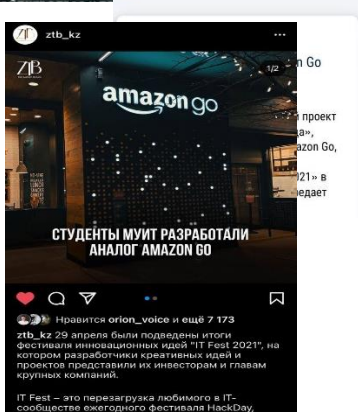 ztb_kz
ZTB
1/2
amazon go
СТУДЕНТЫ МУИТ РАЗРАБОТАЛИ
АНАЛОГ AMAZON GO
Нравится orion_voice и ещё 7 173
ztb_kz 29 апреля были подведены итоги
фестиваля инновационных идей "IT Fest 2021", на
котором разработчики креативных идей и
проектов представили их инвесторам и главам
крупных компаний.
IT Fest – это перезагрузка любимого в IT-
сообществе ежегодного фестиваля HackDay,
n Go
проект
azon Go,
21» в